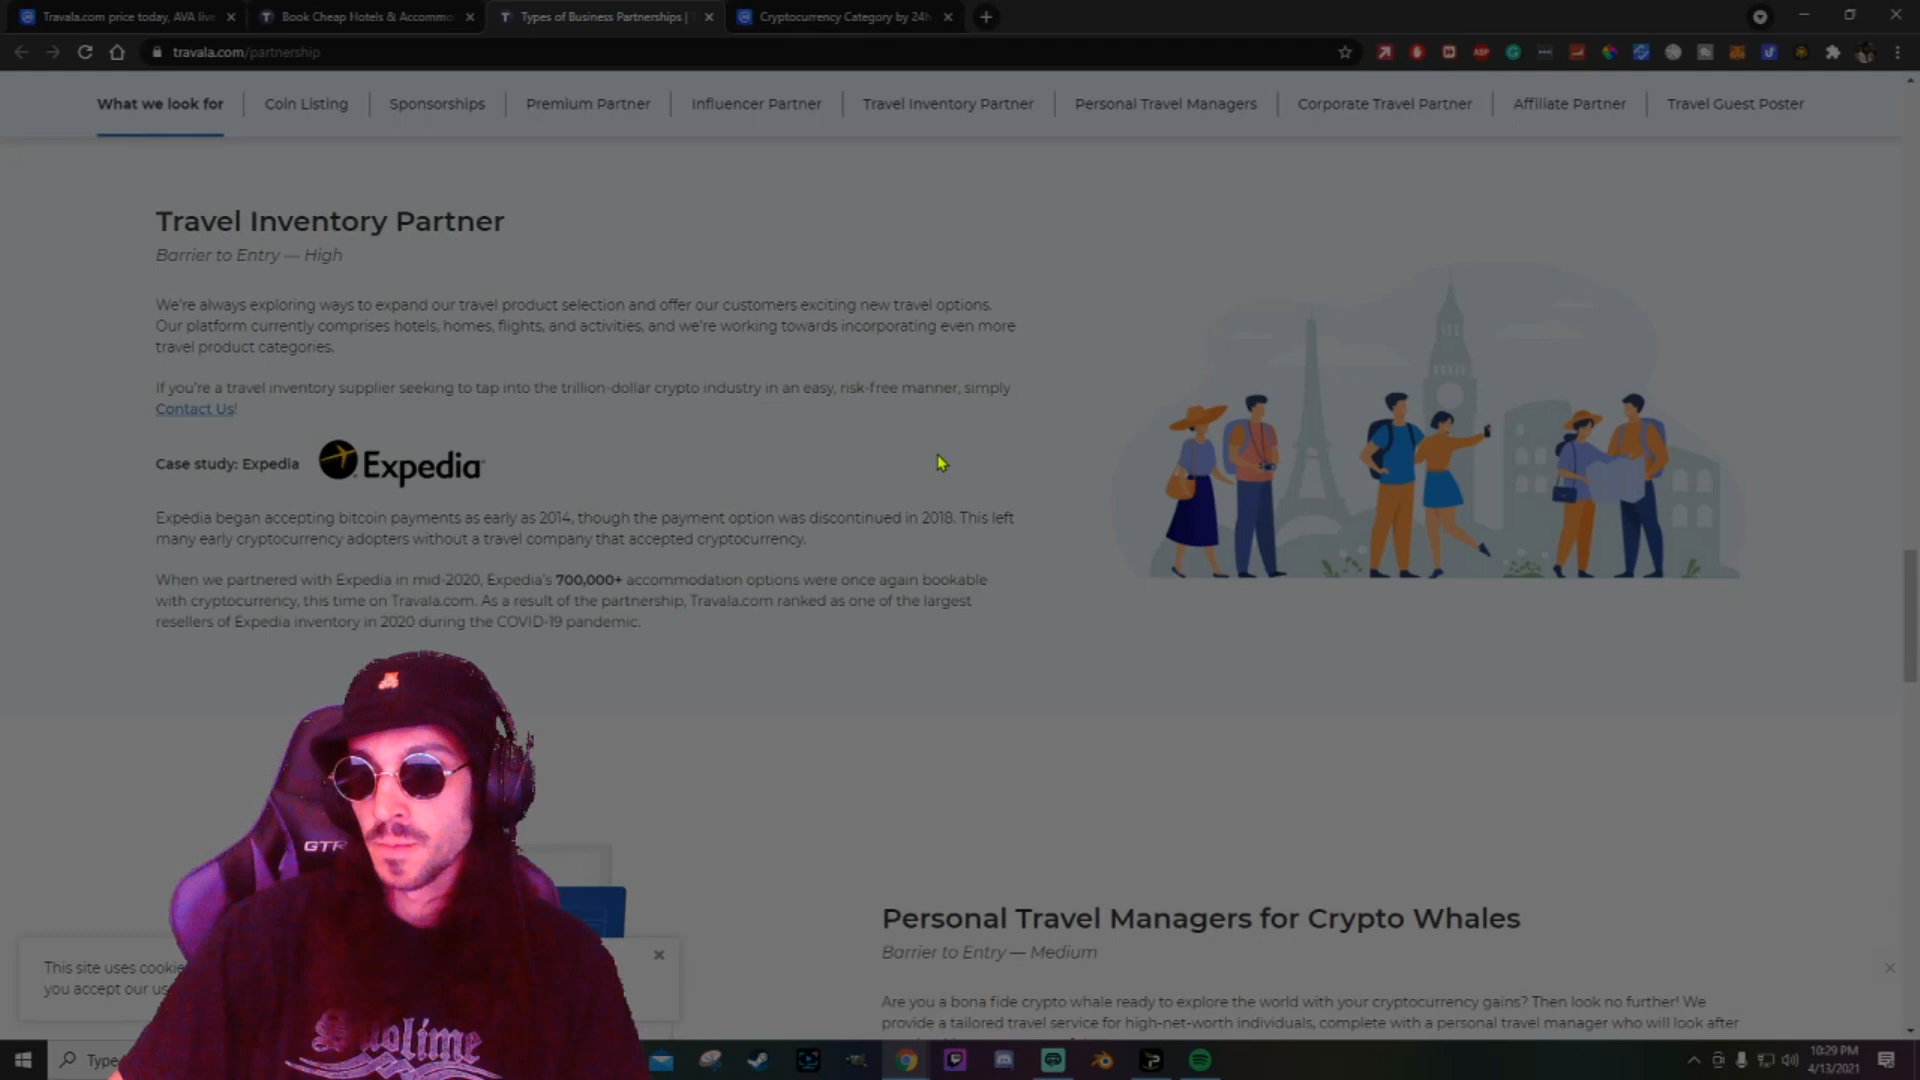 Travala.com price today, AVA live
Book Cheap Hotels & Accommo
Types of Business Partnerships |
Cryptocurrency Category by 24h
travala.com/partnership
ABP
What we look for
Coin Listing
Sponsorships
Premium Partner
Influencer Partner
Travel Inventory Partner
Personal Travel Managers
Corporate Travel Partner
Affiliate Partner
Travel Guest Poster
Travel Inventory Partner
Barrier to Entry — High
We're always exploring ways to expand our travel product selection and offer our customers exciting new travel options.
Our platform currently comprises hotels, homes, flights, and activities, and we're working towards incorporating even more
travel product categories.
If you're a travel inventory supplier seeking to tap into the trillion-dollar crypto industry in an easy, risk-free manner, simply
Contact Us!
Case study: Expedia
Expedia
Expedia began accepting bitcoin payments as early as 2014, though the payment option was discontinued in 2018. This left
many early cryptocurrency adopters without a travel company that accepted cryptocurrency.
When we partnered with Expedia in mid-2020, Expedia's 700,000+ accommodation options were once again bookable
with cryptocurrency, this time on Travala.com. As a result of the partnership, Travala.com ranked as one of the largest
resellers of Expedia inventory in 2020 during the COVID-19 pandemic.
GTR
Personal Travel Managers for Crypto Whales
Barrier to Entry — Medium
Are you a bona fide crypto whale ready to explore the world with your cryptocurrency gains? Then look no further! We
provide a tailored travel service for high-net-worth individuals, complete with a personal travel manager who will look after
This site uses cookie
you accept our us
Sublime
Type
10:29 PM
4/13/2021